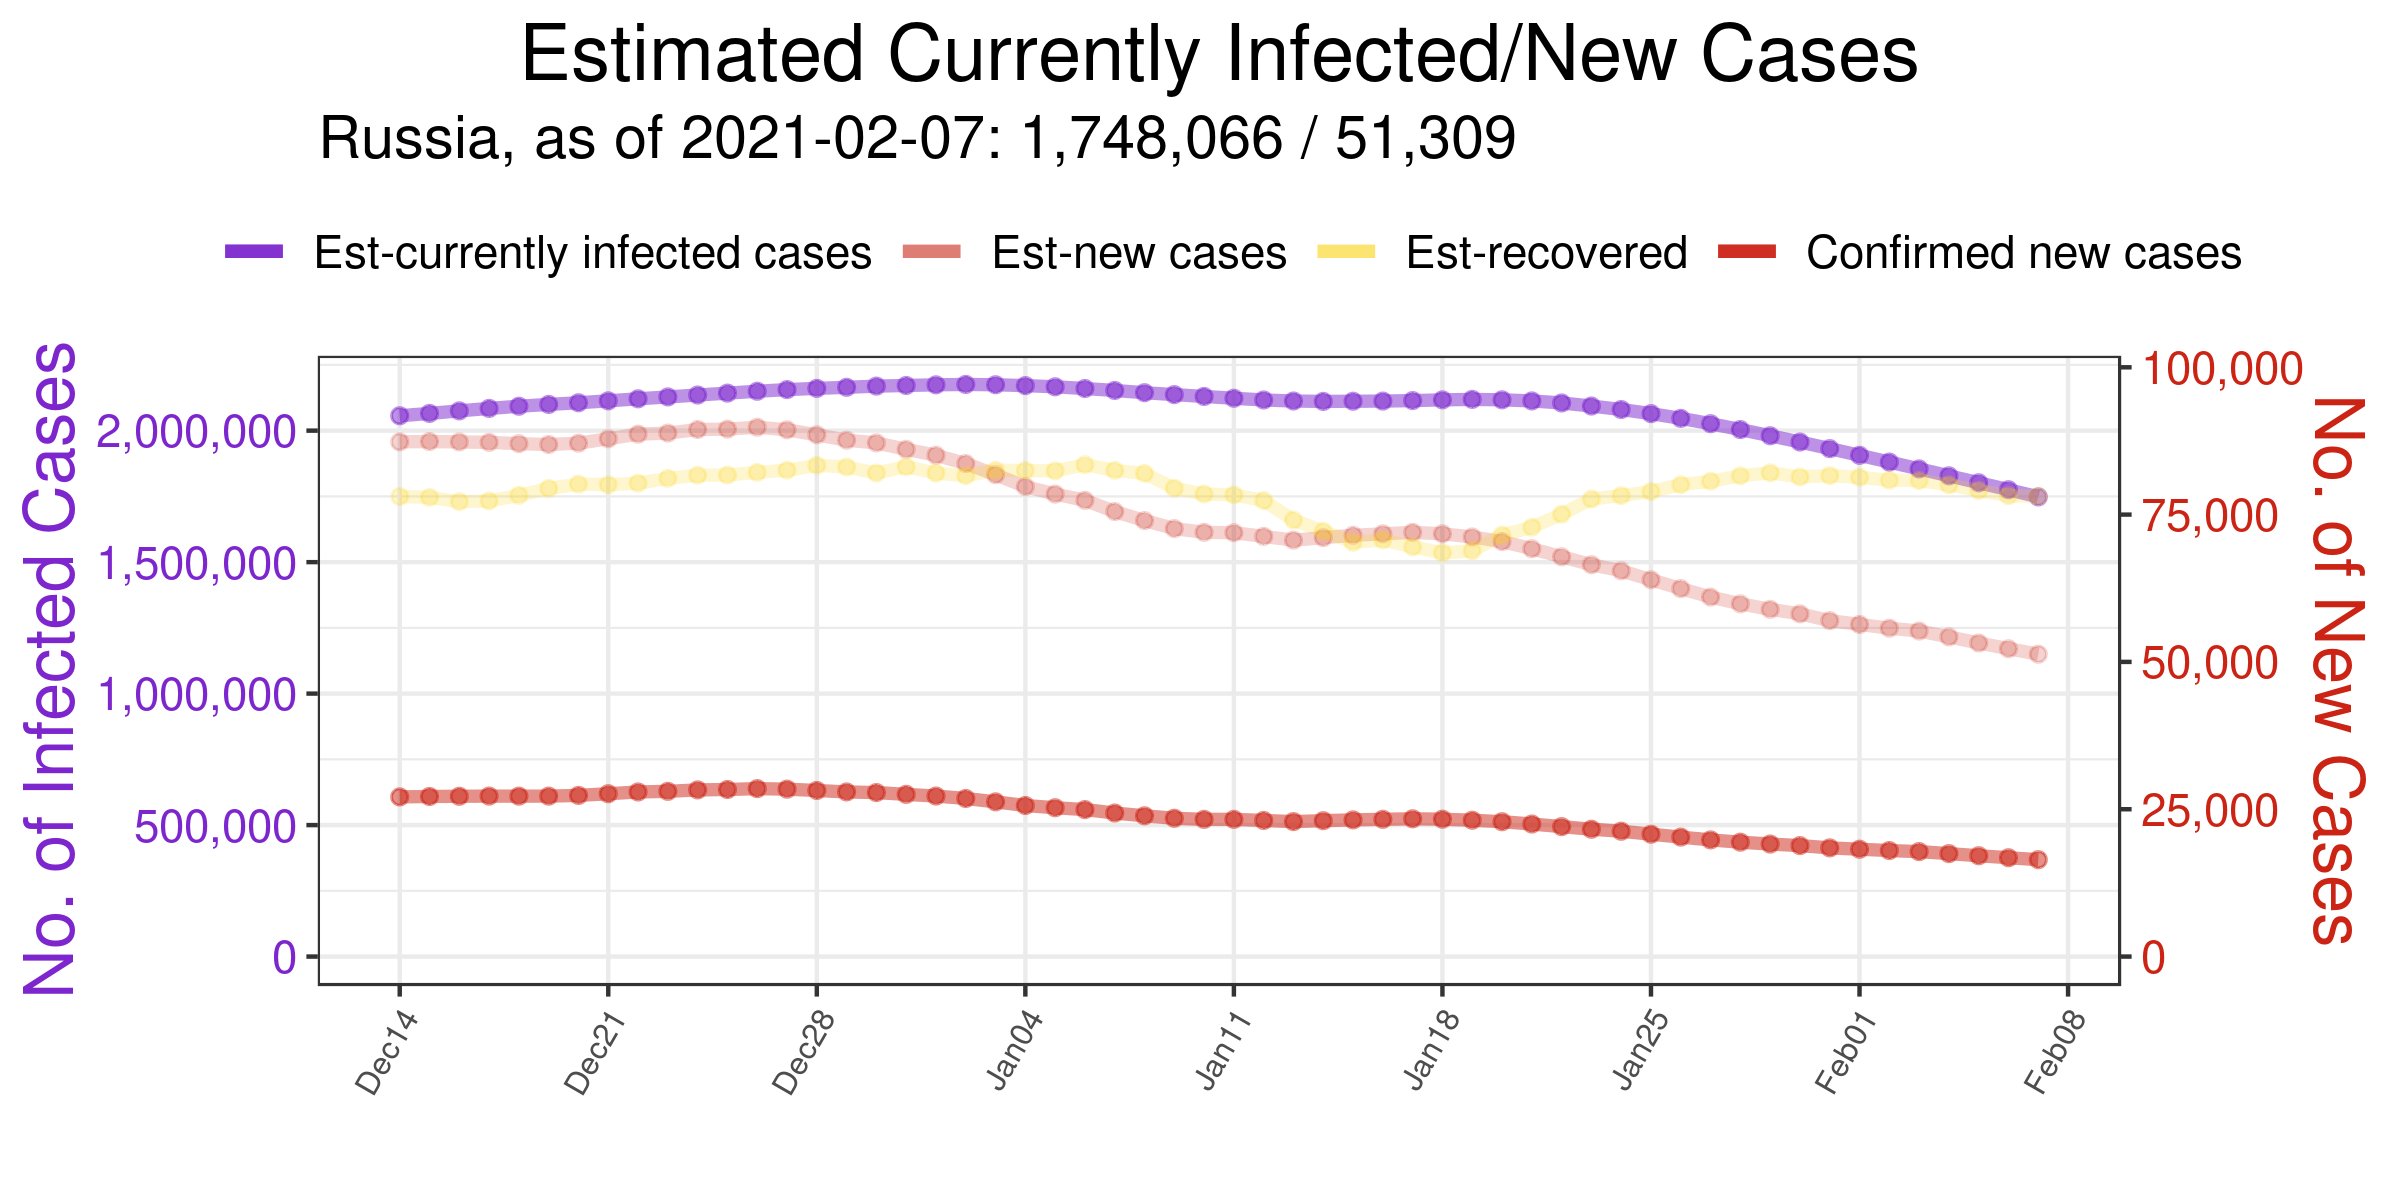 Estimated Currently Infected/New Cases
Russia, as of 2021-02-07: 1,748,066 / 51,309
Est-currently infected cases Est-new cases Est-recovered Confirmed new cases
No. of Infected Cases
2,000,000
1,500,000
1,000,000
500,000
0
100,000
75,000
50,000
25,000
0
No. of New Cases
Dec14 Dec21 Dec28 Jan04 Jan11 Jan18 Jan25 Feb01 Feb08